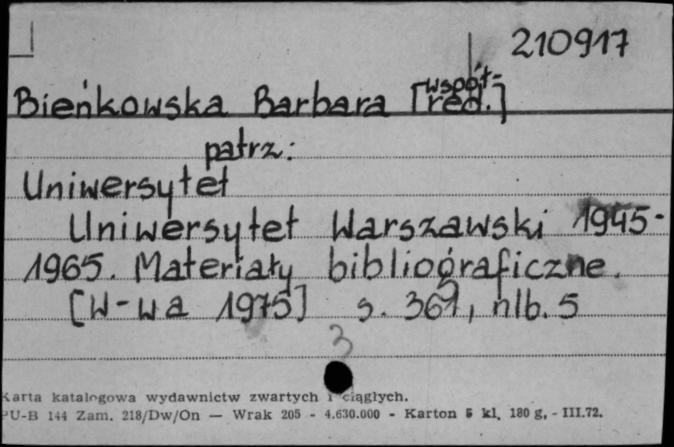 210917
Bieńkowska Barbara [współ-
red.]
patrz:
Uniwersytet
Uniwersytet Warszawski 1945-
1965. Materiały bibliograficzne.
[W-wa 1975] s. 367, nlb. 5
3
Karta katalogowa wydawnictw zwartych i ciągłych.
PU-B 144 Zam. 218/Dw/On — Wrak 205 - 4.630.000 - Karton 5 kl. 180 g, - III.72.